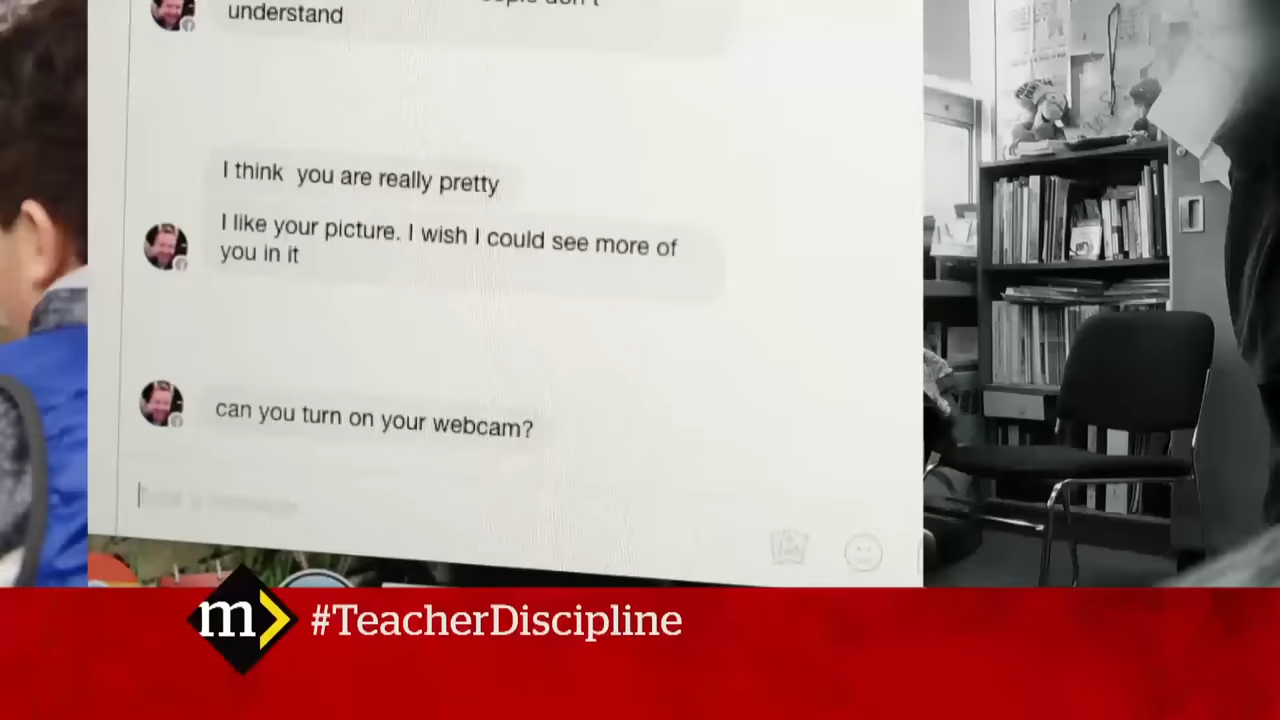 understand
I think you are really pretty
I like your picture. I wish I could see more of
you in it
can you turn on your webcam?
m
#TeacherDiscipline